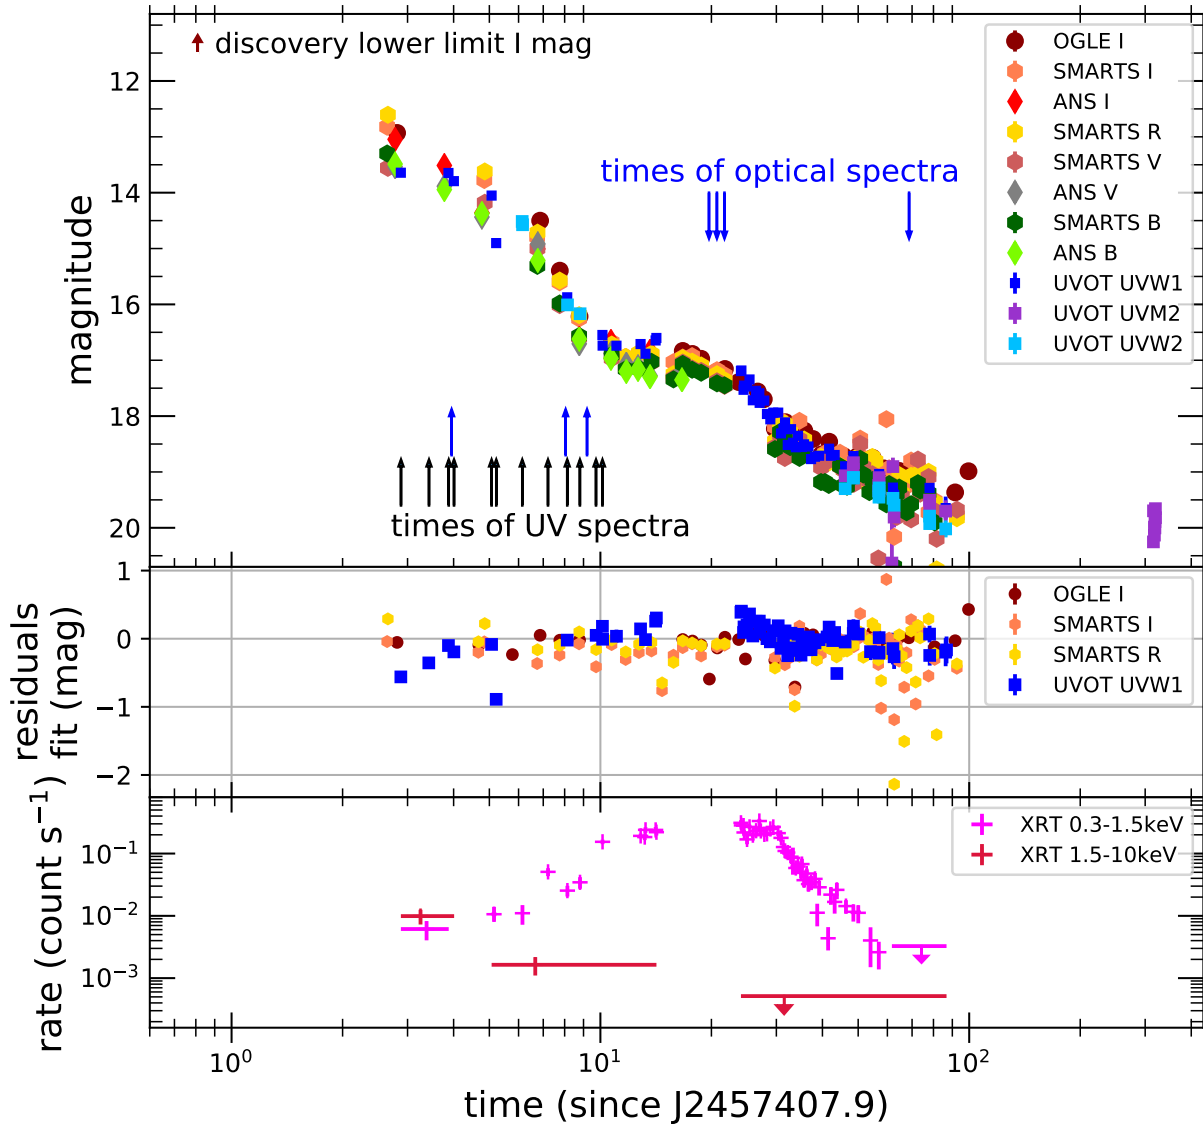 discovery lower limit I mag
OGLE I
SMARTS I
ANS I
SMARTS R
SMARTS V
ANS V
SMARTS B
ANS B
UVOT UVW1
UVOT UVM2
UVOT UVW2
times of optical spectra
times of UV spectra
magnitude
12
14
16
18
20
residuals
fit (mag)
1
0
−1
−2
OGLE I
SMARTS I
SMARTS R
UVOT UVW1
rate (count s⁻¹)
10⁻¹
10⁻²
10⁻³
XRT 0.3-1.5keV
XRT 1.5-10keV
10⁰
10¹
10²
time (since J2457407.9)